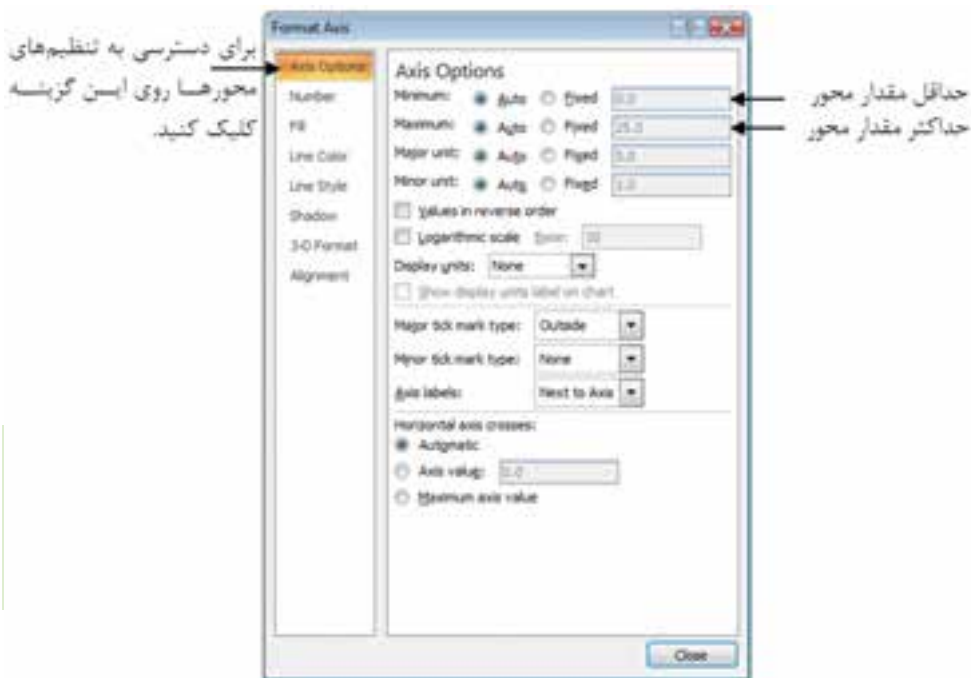 Format Axis
برای دسترسی به تنظیم‌های
محورهـا روی ایـن گزینـه
کلیک کنید.
Axis Options
Number
Fill
Line Color
Line Style
Shadow
3-D Format
Alignment
Axis Options
Minimum: Auto Fixed 0.0
Maximum: Auto Fixed 25.0
Major unit: Auto Fixed 5.0
Minor unit: Auto Fixed 1.0
Values in reverse order
Logarithmic scale Base: 10
Display units: None
Show display units label on chart
Major tick mark type: Outside
Minor tick mark type: None
Axis labels: Next to Axis
Horizontal axis crosses:
Automatic
Axis value: 0.0
Maximum axis value
Close
حداقل مقدار محور
حداکثر مقدار محور